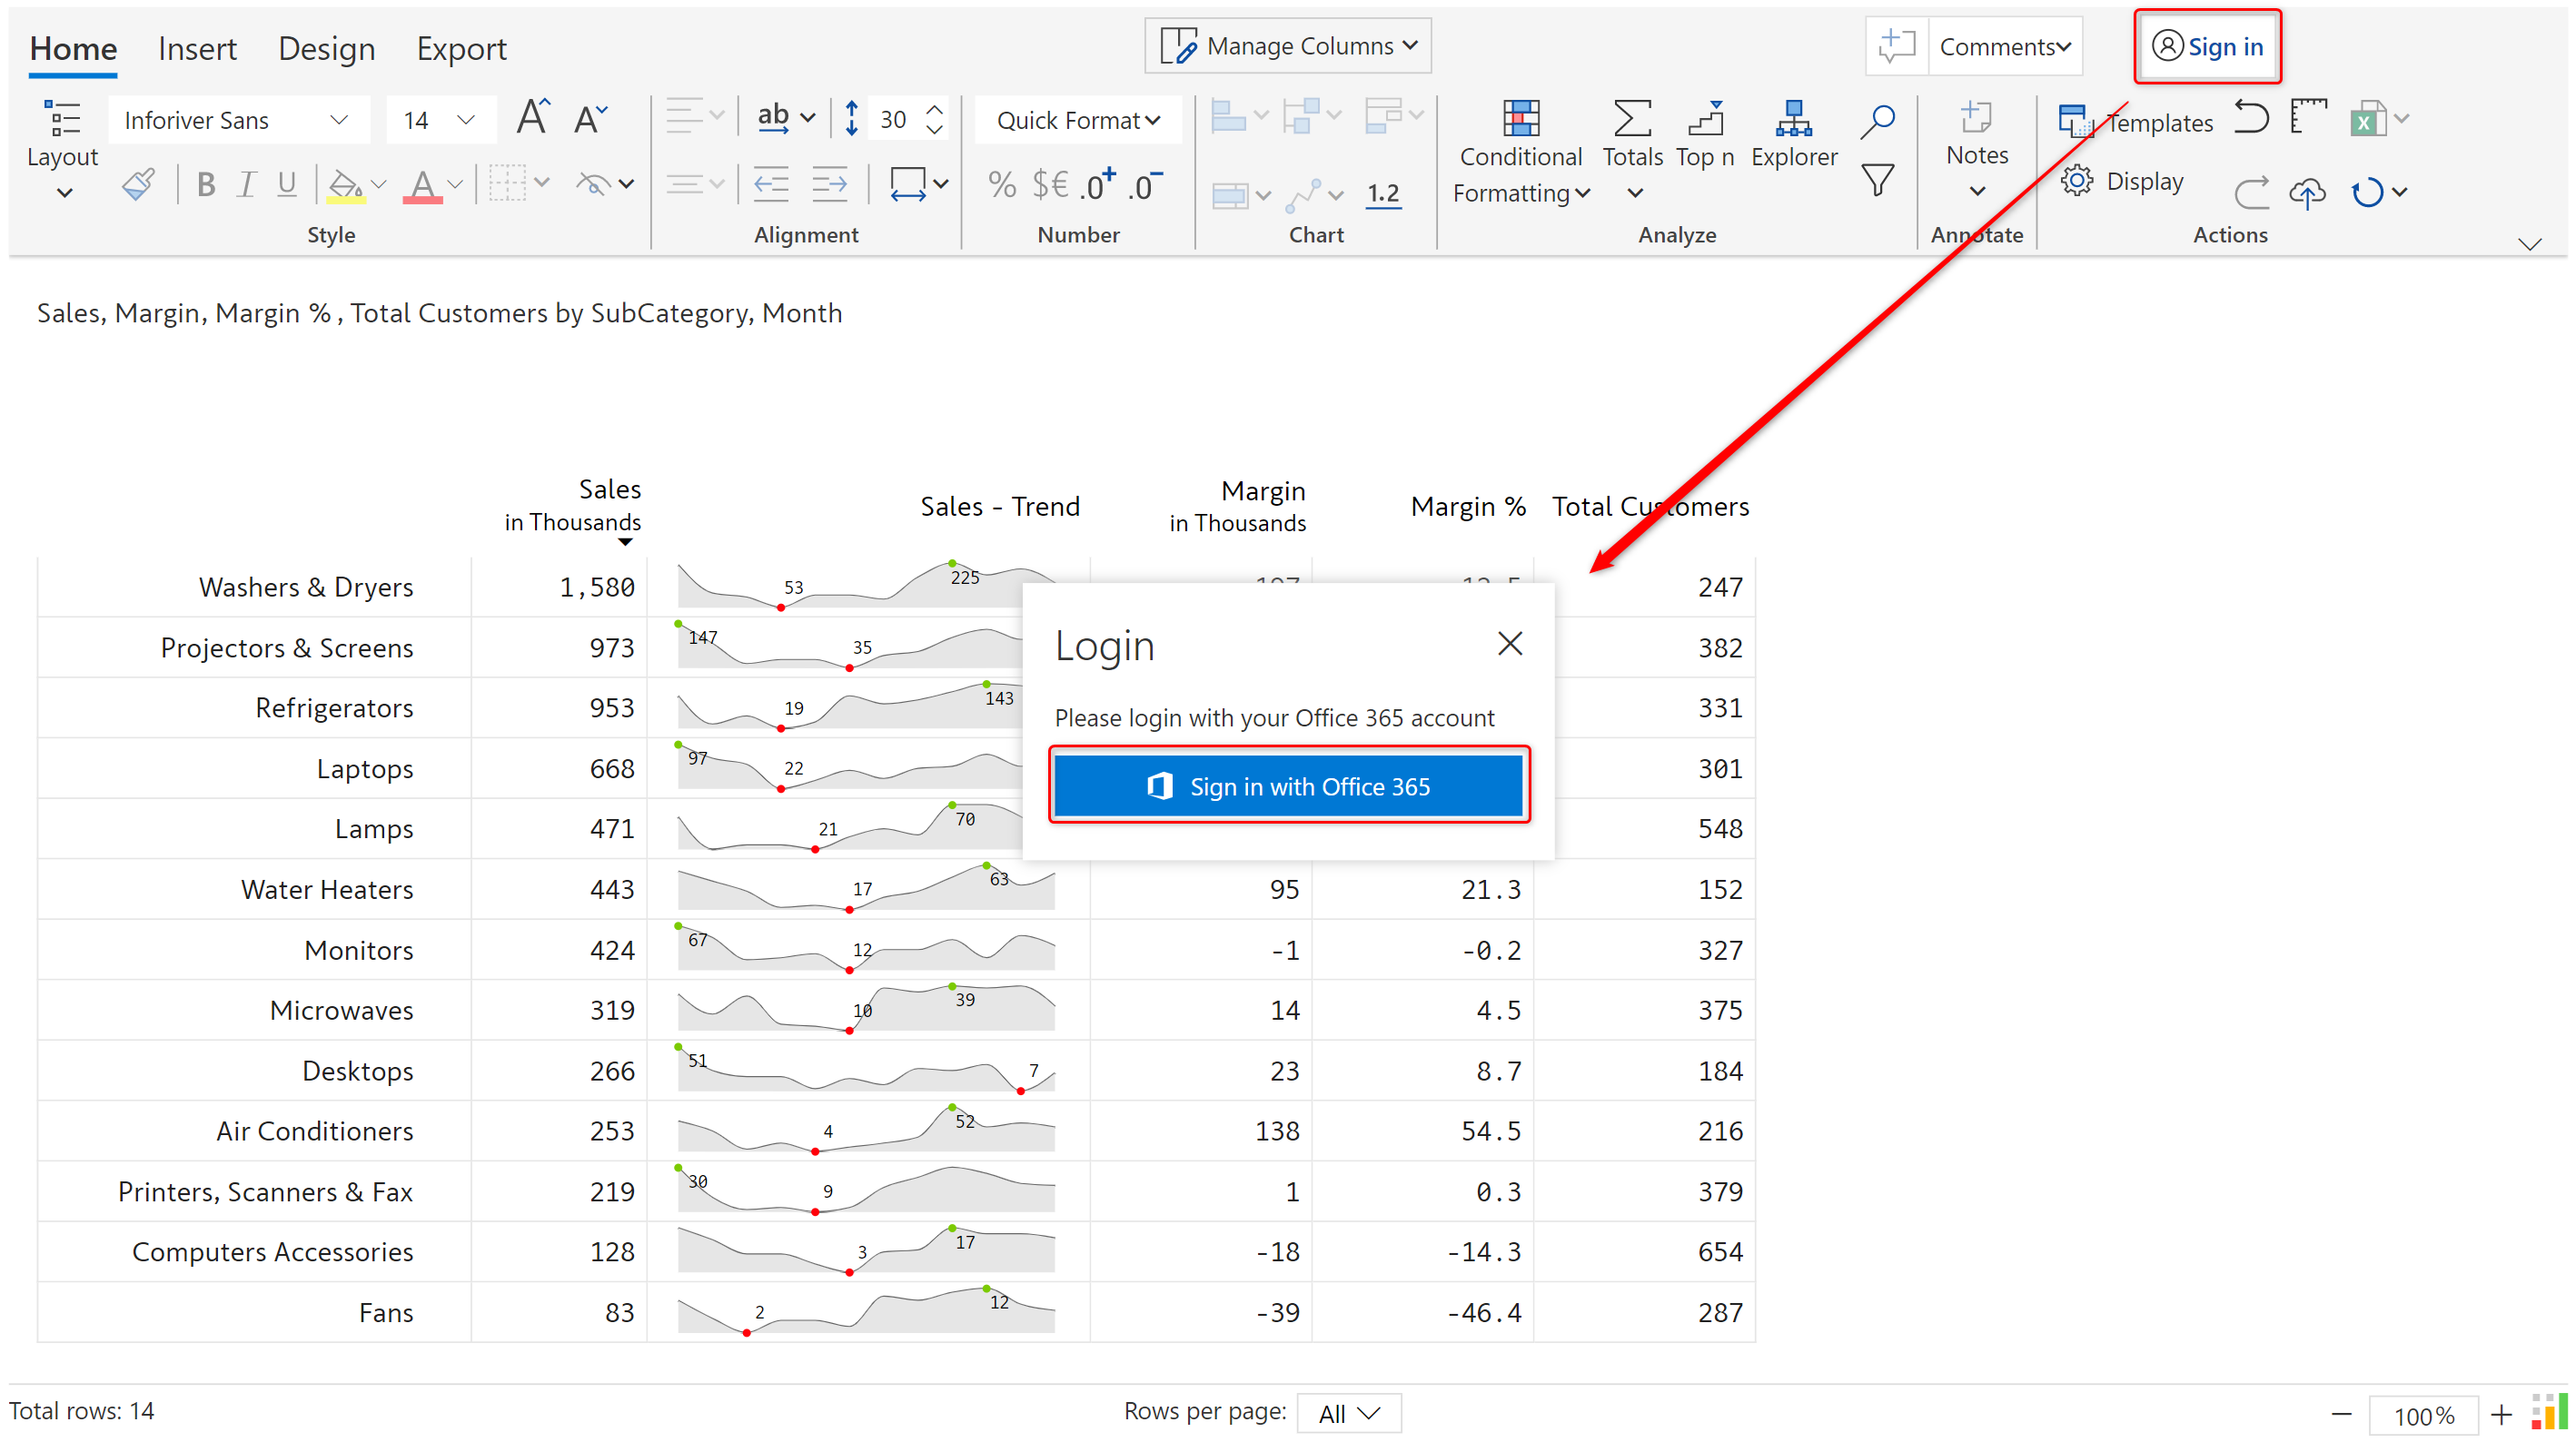 Home Insert Design Export Manage Columns Comments Sign in
Layout Inforiver Sans 14 A A ab 30 Quick Format Conditional Formatting Totals Top n Explorer Notes Templates
B I U A % $€ .0+ .0− 1.2 Display
Style Alignment Number Chart Analyze Annotate Actions
Sales, Margin, Margin % , Total Customers by SubCategory, Month
Sales in Thousands Sales - Trend Margin in Thousands Margin % Total Customers
Washers & Dryers 1,580 53 225 247
Projectors & Screens 973 147 35 382
Refrigerators 953 19 143 331
Laptops 668 97 22 301
Lamps 471 21 70 548
Login
Please login with your Office 365 account
Sign in with Office 365
Water Heaters 443 17 63 95 21.3 152
Monitors 424 67 12 -1 -0.2 327
Microwaves 319 10 39 14 4.5 375
Desktops 266 51 7 23 8.7 184
Air Conditioners 253 4 52 138 54.5 216
Printers, Scanners & Fax 219 30 9 1 0.3 379
Computers Accessories 128 3 17 -18 -14.3 654
Fans 83 2 12 -39 -46.4 287
Total rows: 14 Rows per page: All 100%